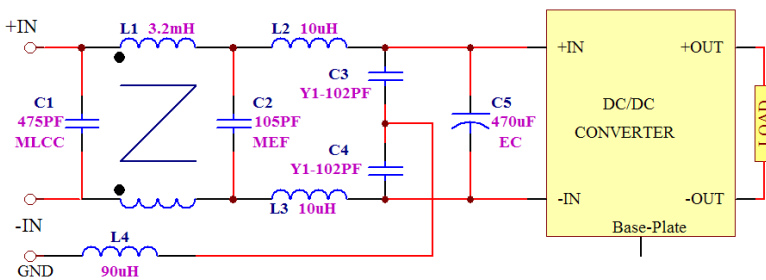 +IN
L1
3.2mH
L2
10uH
C3
Y1-102PF
+IN
+OUT
C1
475PF
MLCC
C2
105PF
MEF
C5
470uF
EC
DC/DC
CONVERTER
LOAD
C4
Y1-102PF
-IN
L3
10uH
-IN
-OUT
Base-Plate
L4
90uH
GND